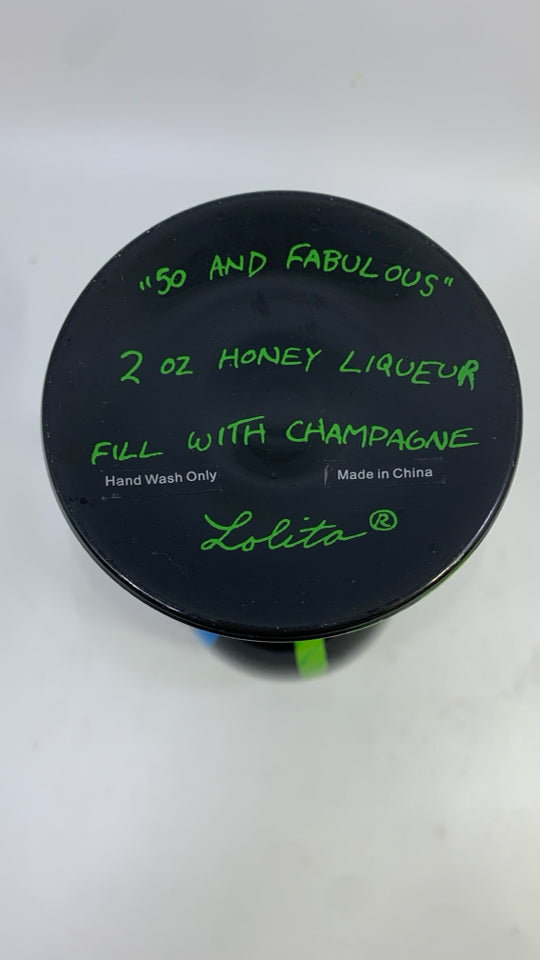 "50 AND FABULOUS"
2 OZ HONEY LIQUEUR
FILL WITH CHAMPAGNE
Hand Wash Only Made in China
Lolita®